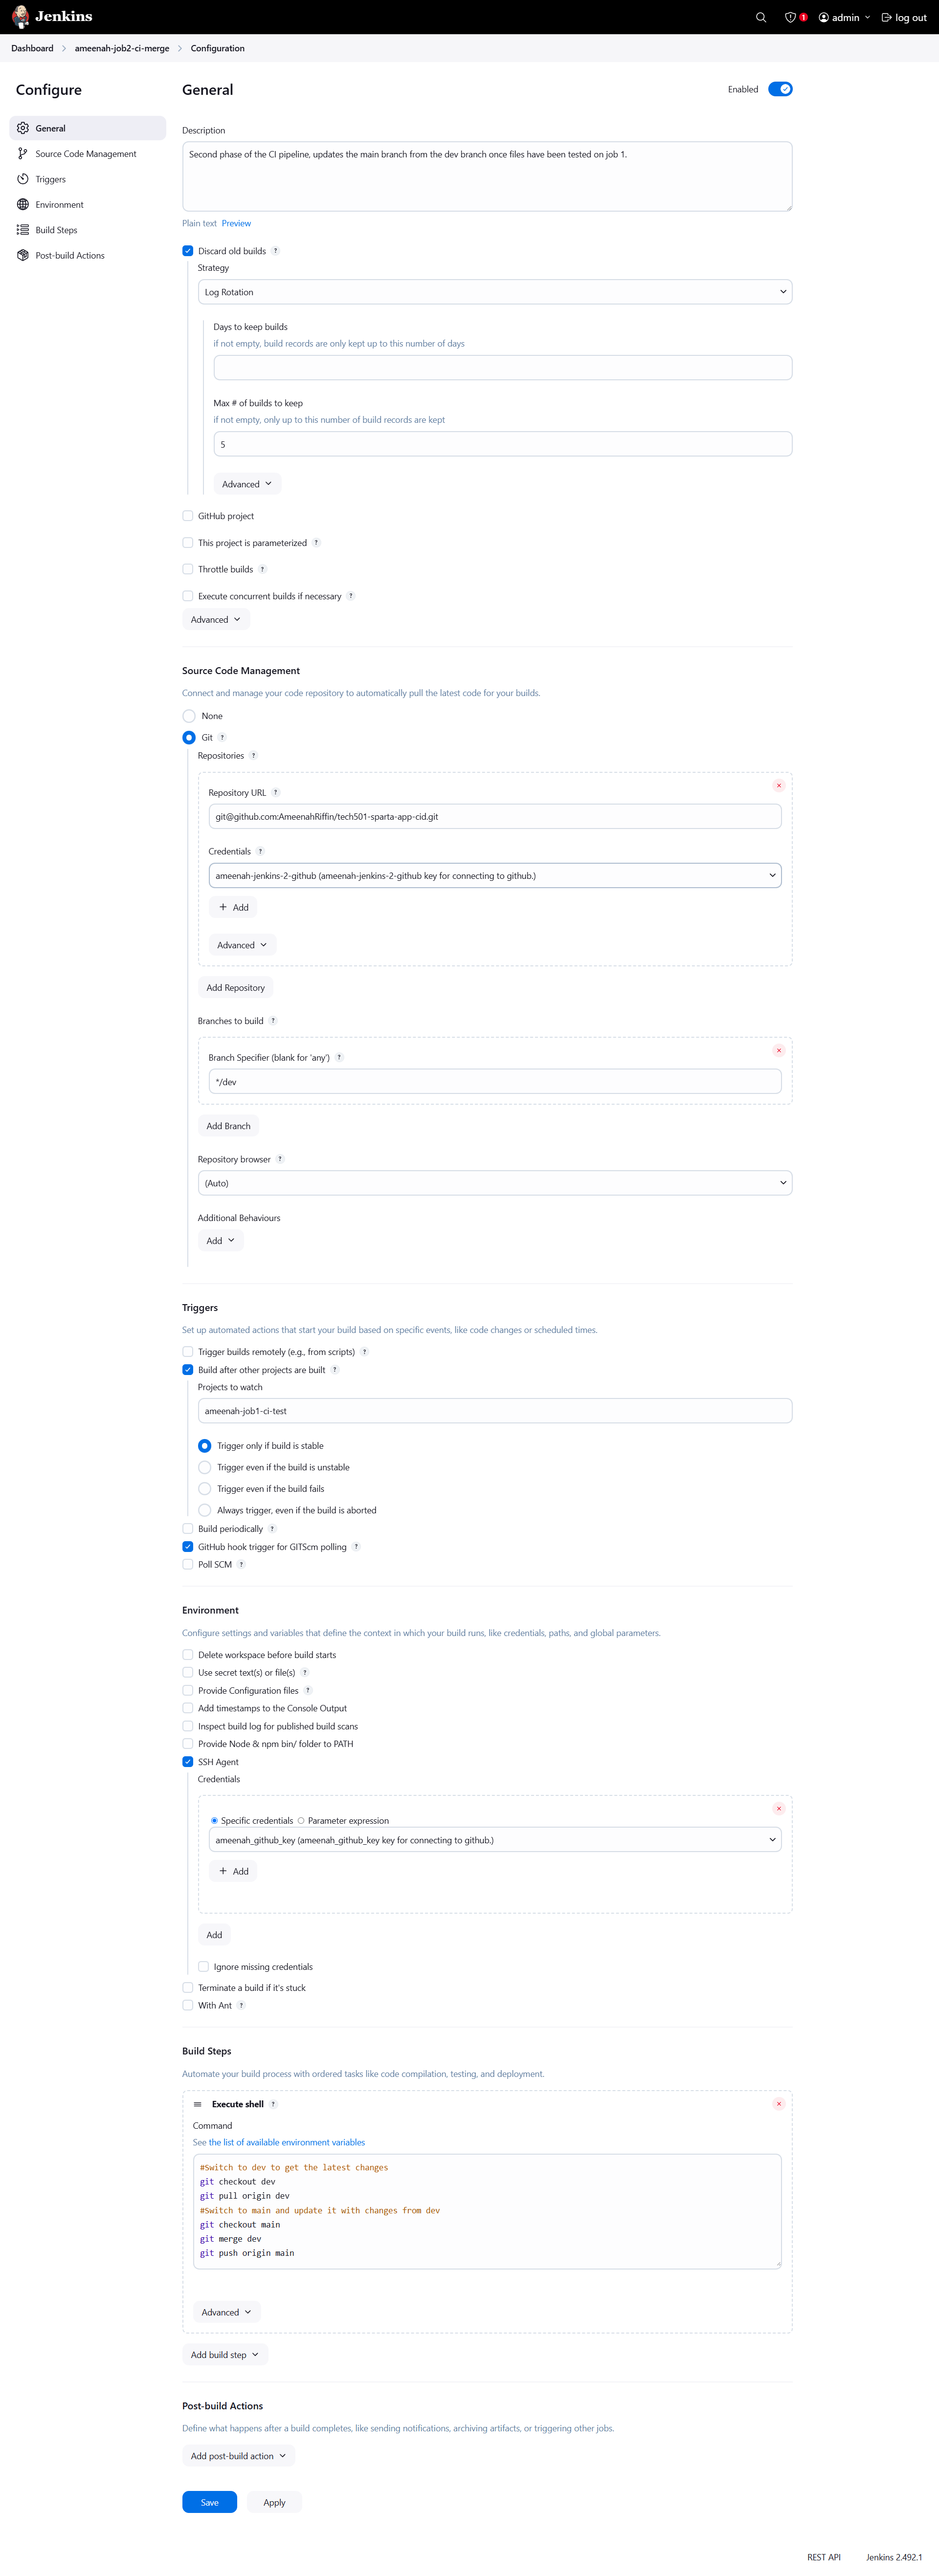 Jenkins
1
admin
log out
Dashboard
ameenah-job2-ci-merge
Configuration
Configure
General
Source Code Management
Triggers
Environment
Build Steps
Post-build Actions
General
Enabled
Description
Second phase of the CI pipeline, updates the main branch from the dev branch once files have been tested on job 1.
Plain text Preview
Discard old builds ?
Strategy
Log Rotation
Days to keep builds
if not empty, build records are only kept up to this number of days
Max # of builds to keep
if not empty, only up to this number of build records are kept
5
Advanced
GitHub project
This project is parameterized ?
Throttle builds ?
Execute concurrent builds if necessary ?
Advanced
Source Code Management
Connect and manage your code repository to automatically pull the latest code for your builds.
None
Git ?
Repositories ?
Repository URL ?
git@github.com:AmeenahRiffin/tech501-sparta-app-cid.git
Credentials ?
ameenah-jenkins-2-github (ameenah-jenkins-2-github key for connecting to github.)
+ Add
Advanced
Add Repository
Branches to build ?
Branch Specifier (blank for 'any') ?
*/dev
Add Branch
Repository browser ?
(Auto)
Additional Behaviours
Add
Triggers
Set up automated actions that start your build based on specific events, like code changes or scheduled times.
Trigger builds remotely (e.g., from scripts) ?
Build after other projects are built ?
Projects to watch
ameenah-job1-ci-test
Trigger only if build is stable
Trigger even if the build is unstable
Trigger even if the build fails
Always trigger, even if the build is aborted
Build periodically ?
GitHub hook trigger for GITScm polling ?
Poll SCM ?
Environment
Configure settings and variables that define the context in which your build runs, like credentials, paths, and global parameters.
Delete workspace before build starts
Use secret text(s) or file(s) ?
Provide Configuration files ?
Add timestamps to the Console Output
Inspect build log for published build scans
Provide Node & npm bin/ folder to PATH
SSH Agent
Credentials
Specific credentials Parameter expression
ameenah_github_key (ameenah_github_key key for connecting to github.)
+ Add
Add
Ignore missing credentials
Terminate a build if it's stuck
With Ant ?
Build Steps
Automate your build process with ordered tasks like code compilation, testing, and deployment.
Execute shell ?
Command
See the list of available environment variables
#Switch to dev to get the latest changes
git checkout dev
git pull origin dev
#Switch to main and update it with changes from dev
git checkout main
git merge dev
git push origin main
Advanced
Add build step
Post-build Actions
Define what happens after a build completes, like sending notifications, archiving artifacts, or triggering other jobs.
Add post-build action
Save
Apply
REST API
Jenkins 2.492.1